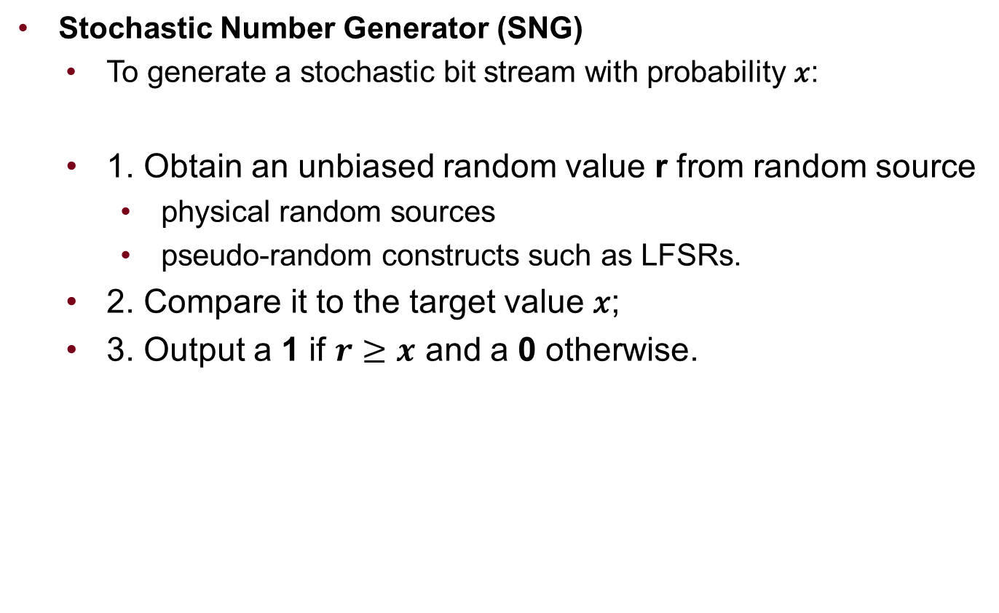 • Stochastic Number Generator (SNG)
• To generate a stochastic bit stream with probability x:
• 1. Obtain an unbiased random value r from random source
• physical random sources
• pseudo-random constructs such as LFSRs.
• 2. Compare it to the target value x;
• 3. Output a 1 if r ≥ x and a 0 otherwise.